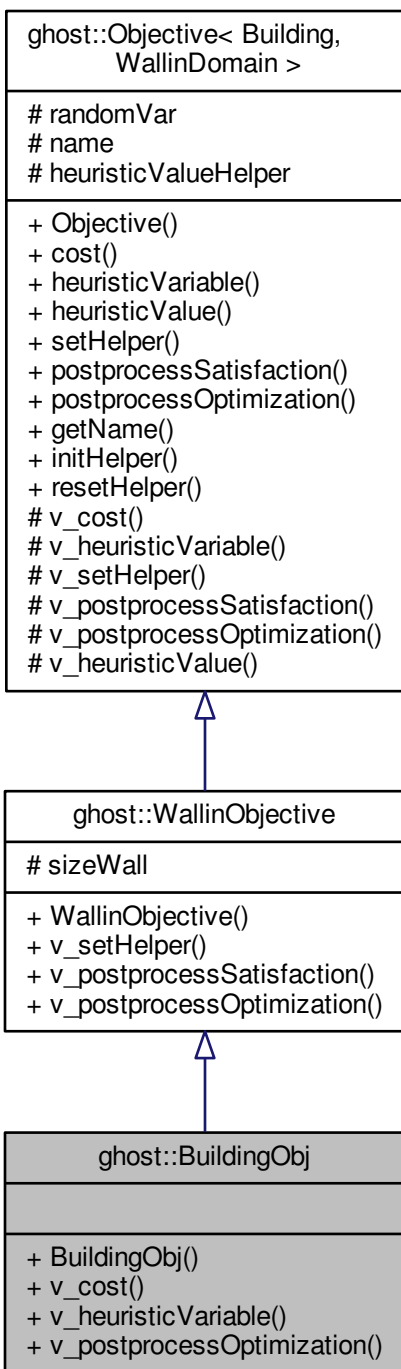 ghost::Objective< Building,
WallinDomain >
# randomVar
# name
# heuristicValueHelper
+ Objective()
+ cost()
+ heuristicVariable()
+ heuristicValue()
+ setHelper()
+ postprocessSatisfaction()
+ postprocessOptimization()
+ getName()
+ initHelper()
+ resetHelper()
# v_cost()
# v_heuristicVariable()
# v_setHelper()
# v_postprocessSatisfaction()
# v_postprocessOptimization()
# v_heuristicValue()
ghost::WallinObjective
# sizeWall
+ WallinObjective()
+ v_setHelper()
+ v_postprocessSatisfaction()
+ v_postprocessOptimization()
ghost::BuildingObj
+ BuildingObj()
+ v_cost()
+ v_heuristicVariable()
+ v_postprocessOptimization()